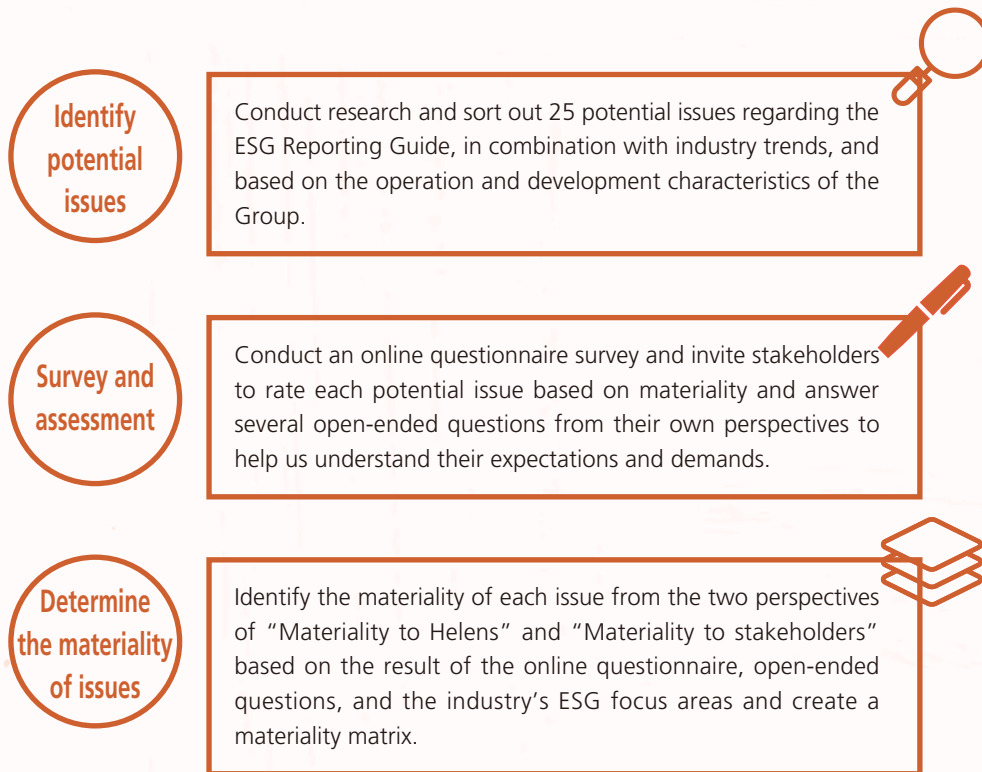 Identify
potential
issues
Conduct research and sort out 25 potential issues regarding the
ESG Reporting Guide, in combination with industry trends, and
based on the operation and development characteristics of the
Group.
Survey and
assessment
Conduct an online questionnaire survey and invite stakeholders
to rate each potential issue based on materiality and answer
several open-ended questions from their own perspectives to
help us understand their expectations and demands.
Determine
the materiality
of issues
Identify the materiality of each issue from the two perspectives
of “Materiality to Helens” and “Materiality to stakeholders”
based on the result of the online questionnaire, open-ended
questions, and the industry’s ESG focus areas and create a
materiality matrix.